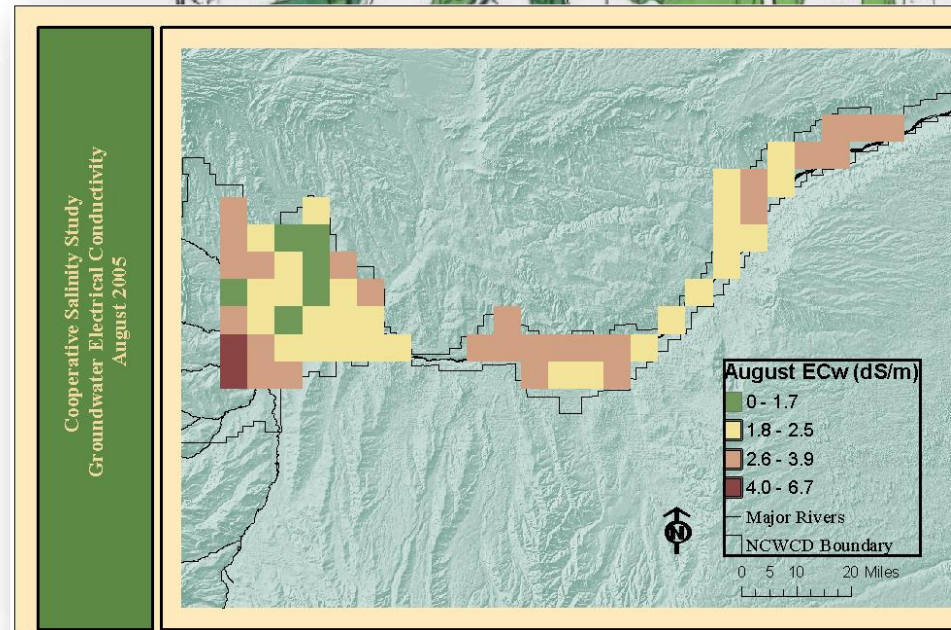 Cooperative Salinity Study
Groundwater Electrical Conductivity
August 2005
August ECw (dS/m)
0 - 1.7
1.8 - 2.5
2.6 - 3.9
4.0 - 6.7
Major Rivers
NCWCD Boundary
N
0 5 10 20 Miles